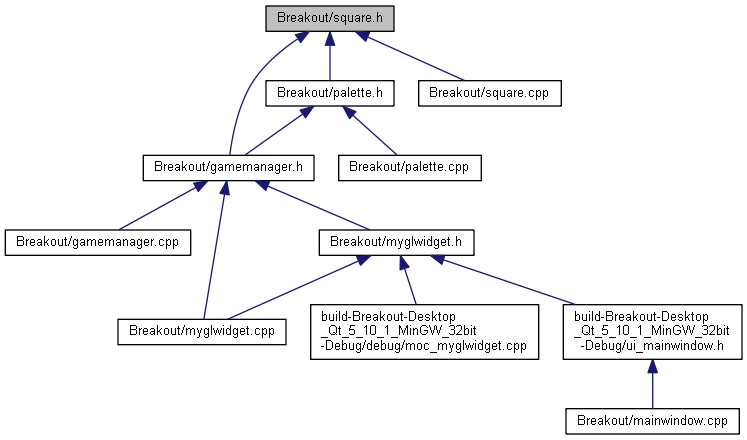 Breakout/square.h
Breakout/palette.h
Breakout/square.cpp
Breakout/gamemanager.h
Breakout/palette.cpp
Breakout/gamemanager.cpp
Breakout/myglwidget.h
Breakout/myglwidget.cpp
build-Breakout-Desktop
_Qt_5_10_1_MinGW_32bit
-Debug/debug/moc_myglwidget.cpp
build-Breakout-Desktop
_Qt_5_10_1_MinGW_32bit
-Debug/ui_mainwindow.h
Breakout/mainwindow.cpp